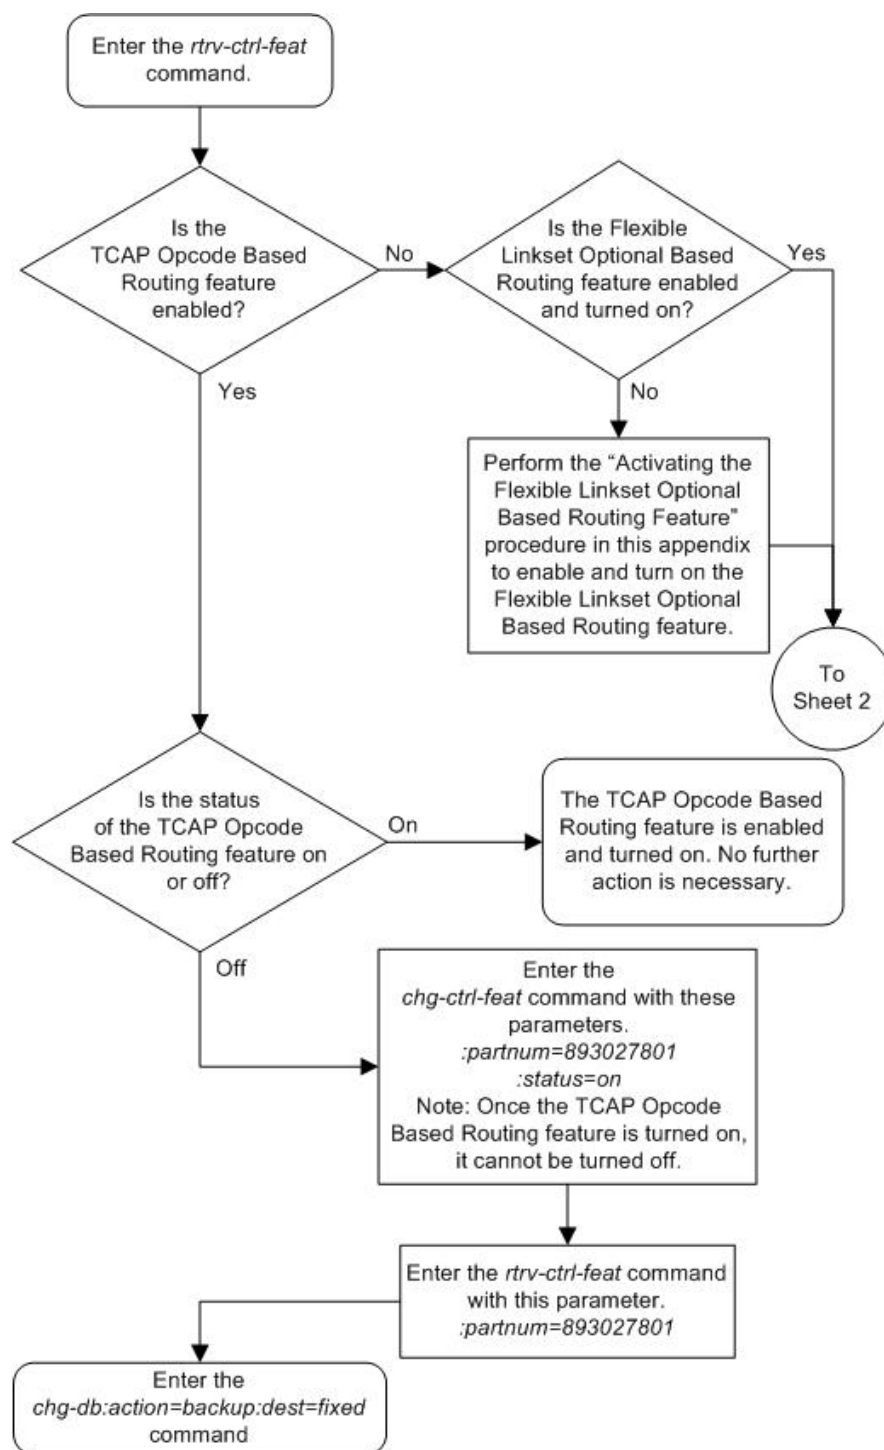 Enter the rtrv-ctrl-feat
command.
Is the
TCAP Opcode Based
Routing feature
enabled?
No
Is the Flexible
Linkset Optional Based
Routing feature enabled
and turned on?
Yes
Yes
No
Perform the “Activating the
Flexible Linkset Optional
Based Routing Feature”
procedure in this appendix
to enable and turn on the
Flexible Linkset Optional
Based Routing feature.
To
Sheet 2
Is the status
of the TCAP Opcode
Based Routing feature on
or off?
On
The TCAP Opcode Based
Routing feature is enabled
and turned on. No further
action is necessary.
Off
Enter the
chg-ctrl-feat command with these
parameters.
:partnum=893027801
:status=on
Note: Once the TCAP Opcode
Based Routing feature is turned on,
it cannot be turned off.
Enter the rtrv-ctrl-feat command
with this parameter.
:partnum=893027801
Enter the
chg-db:action=backup:dest=fixed
command